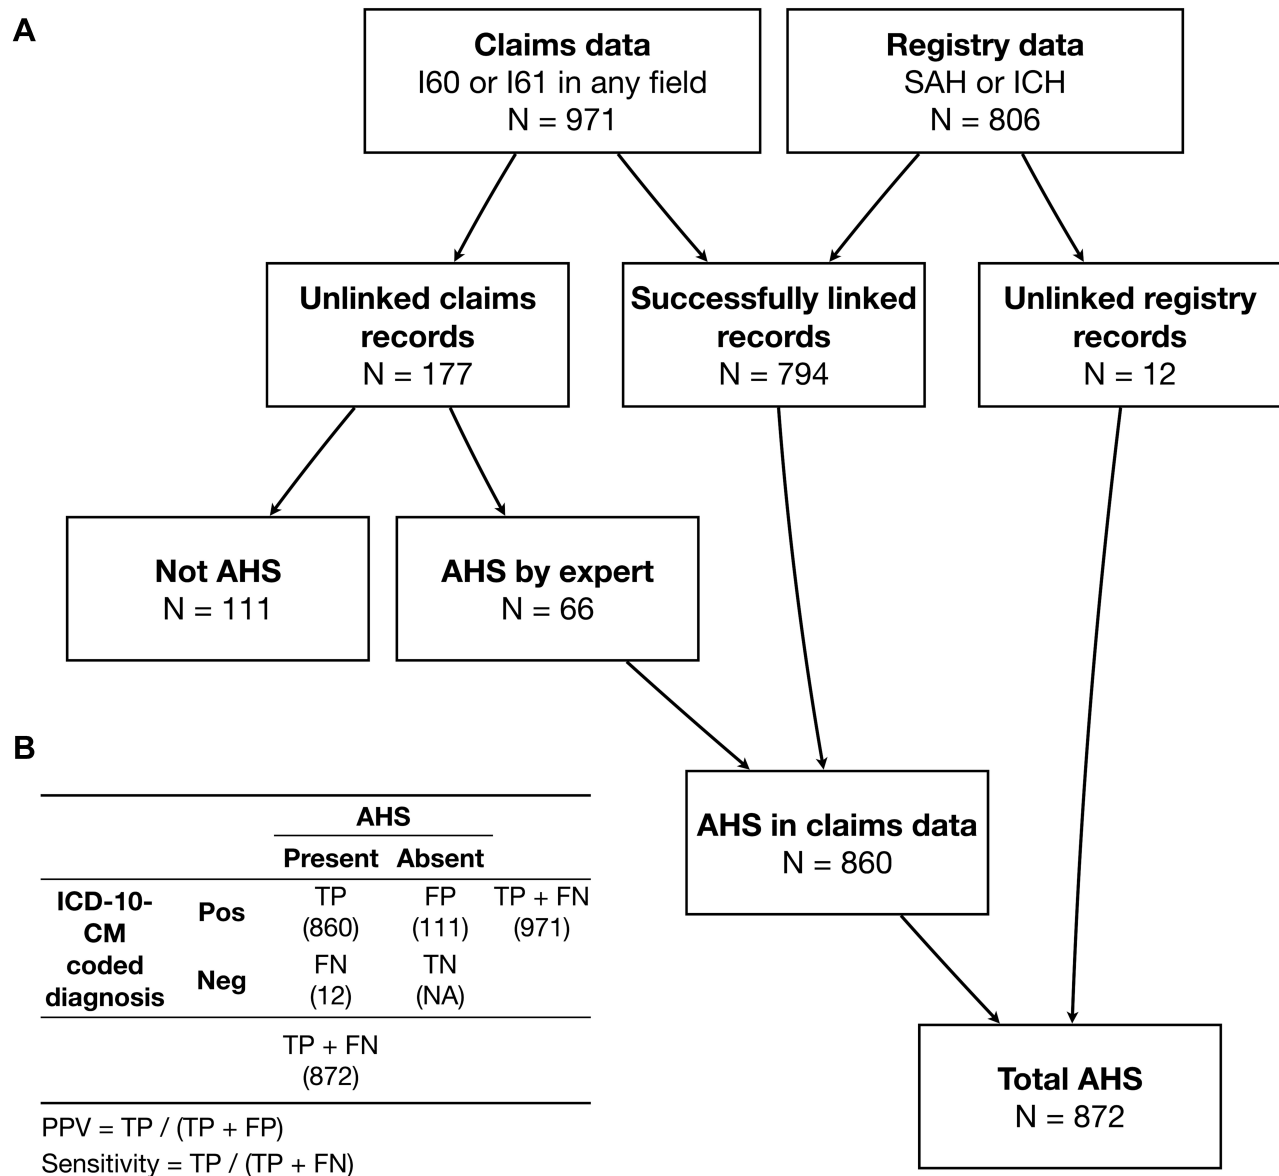 A
Claims data
I60 or I61 in any field
N = 971
Registry data
SAH or ICH
N = 806
Unlinked claims
records
N = 177
Successfully linked
records
N = 794
Unlinked registry
records
N = 12
Not AHS
N = 111
AHS by expert
N = 66
AHS in claims data
N = 860
Total AHS
N = 872
B
AHS
Present Absent
ICD-10-
CM
coded
diagnosis
Pos
TP FP TP + FN
(860) (111) (971)
Neg
FN TN
(12) (NA)
TP + FN
(872)
PPV = TP / (TP + FP)
Sensitivity = TP / (TP + FN)